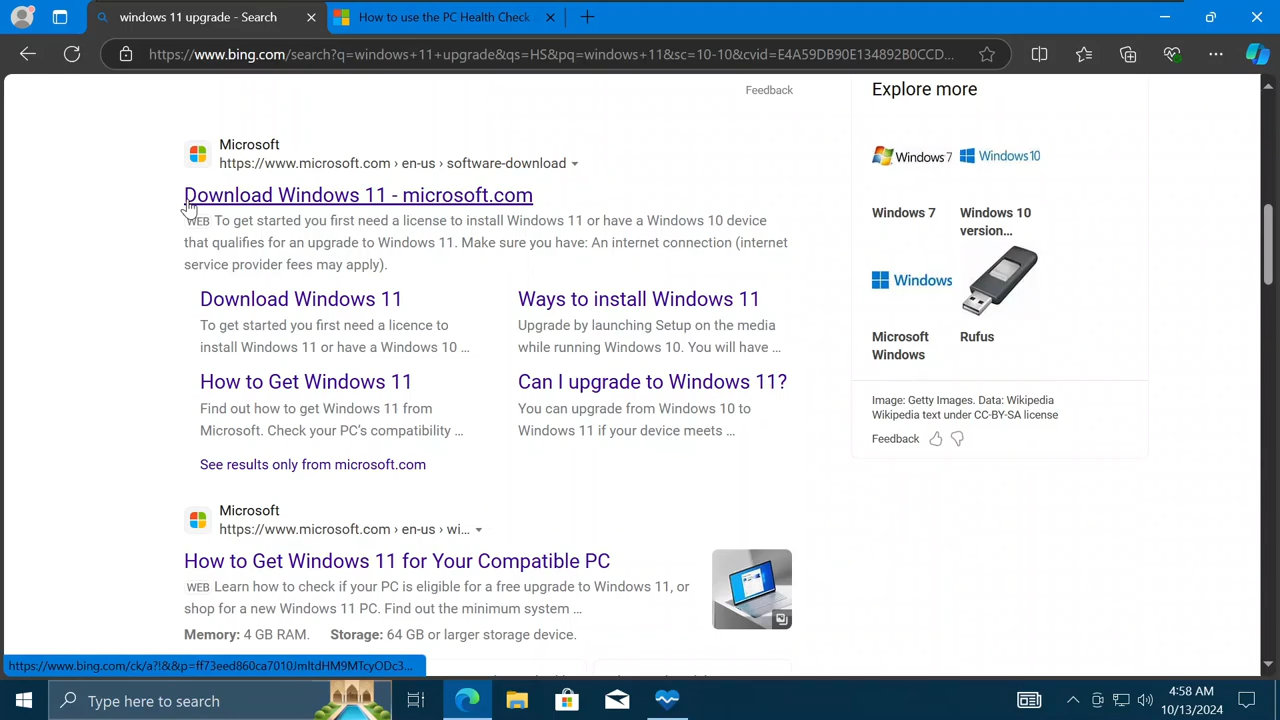 windows 11 upgrade - Search
How to use the PC Health Check
https://www.bing.com/search?q=windows+11+upgrade&qs=HS&pq=windows+11&sc=10-10&cvid=E4A59DB90E134892B0CCD...
Feedback
Microsoft
https://www.microsoft.com › en-us › software-download
Download Windows 11 - microsoft.com
WEB To get started you first need a license to install Windows 11 or have a Windows 10 device
that qualifies for an upgrade to Windows 11. Make sure you have: An internet connection (internet
service provider fees may apply).
Download Windows 11
To get started you first need a licence to
install Windows 11 or have a Windows 10 ...
Ways to install Windows 11
Upgrade by launching Setup on the media
while running Windows 10. You will have ...
How to Get Windows 11
Find out how to get Windows 11 from
Microsoft. Check your PC's compatibility ...
Can I upgrade to Windows 11?
You can upgrade from Windows 10 to
Windows 11 if your device meets ...
See results only from microsoft.com
Microsoft
https://www.microsoft.com › en-us › wi...
How to Get Windows 11 for Your Compatible PC
WEB Learn how to check if your PC is eligible for a free upgrade to Windows 11, or
shop for a new Windows 11 PC. Find out the minimum system ...
Memory: 4 GB RAM. Storage: 64 GB or larger storage device.
Explore more
Windows 7
Windows 10
Windows 7
Windows 10
version...
Windows
Microsoft
Windows
Rufus
Image: Getty Images. Data: Wikipedia
Wikipedia text under CC-BY-SA license
Feedback
https://www.bing.com/ck/a?!&&p=ff73eed860ca7010JmltdHM9MTcyODc3...
Type here to search
4:58 AM
10/13/2024